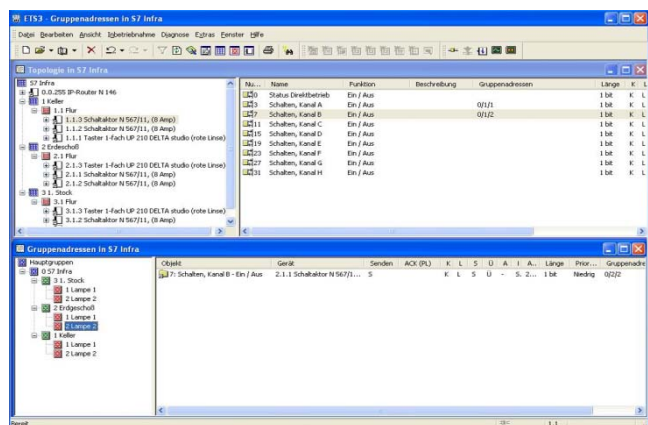 ETS3 - Gruppenadressen in S7 Infra
Datei Bearbeiten Ansicht Inbetriebnahme Diagnose Extras Fenster Hilfe
Topologie in S7 Infra
S7 Infra
0.0.255 IP-Router N 146
1 Keller
1.1 Flur
1.1.3 Schaltaktor N 567/11, (8 Amp)
1.1.2 Schaltaktor N 567/11, (8 Amp)
1.1.1 Taster 1-fach UP 210 DELTA studio (rote Linse)
2 Erdeschoß
2.1 Flur
2.1.3 Taster 1-fach UP 210 DELTA studio (rote Linse)
2.1.1 Schaltaktor N 567/11, (8 Amp)
2.1.2 Schaltaktor N 567/11, (8 Amp)
3 1. Stock
3.1 Flur
3.1.3 Taster 1-fach UP 210 DELTA studio (rote Linse)
3.1.2 Schaltaktor N 567/11, (8 Amp)
Nu... Name Funktion Beschreibung Gruppenadressen Länge K L
0 Status Direktbetrieb Ein / Aus 1 bit K L
3 Schalten, Kanal A Ein / Aus 0/1/1 1 bit K L
7 Schalten, Kanal B Ein / Aus 0/1/2 1 bit K L
11 Schalten, Kanal C Ein / Aus 1 bit K L
15 Schalten, Kanal D Ein / Aus 1 bit K L
19 Schalten, Kanal E Ein / Aus 1 bit K L
23 Schalten, Kanal F Ein / Aus 1 bit K L
27 Schalten, Kanal G Ein / Aus 1 bit K L
31 Schalten, Kanal H Ein / Aus 1 bit K L
Gruppenadressen in S7 Infra
Hauptgruppen
0 S7 Infra
3 1. Stock
1 Lampe 1
2 Lampe 2
2 Erdgeschoß
1 Lampe 1
2 Lampe 2
1 Keller
1 Lampe 1
2 Lampe 2
Objekt Gerät Senden ACK (PL) K L S Ü A I A.. Länge Prior... Gruppenadre
7: Schalten, Kanal B - Ein / Aus 2.1.1 Schaltaktor N 567/1... S K L S Ü - S. 2... 1 bit Niedrig 0/2/2
Bereit 1.1